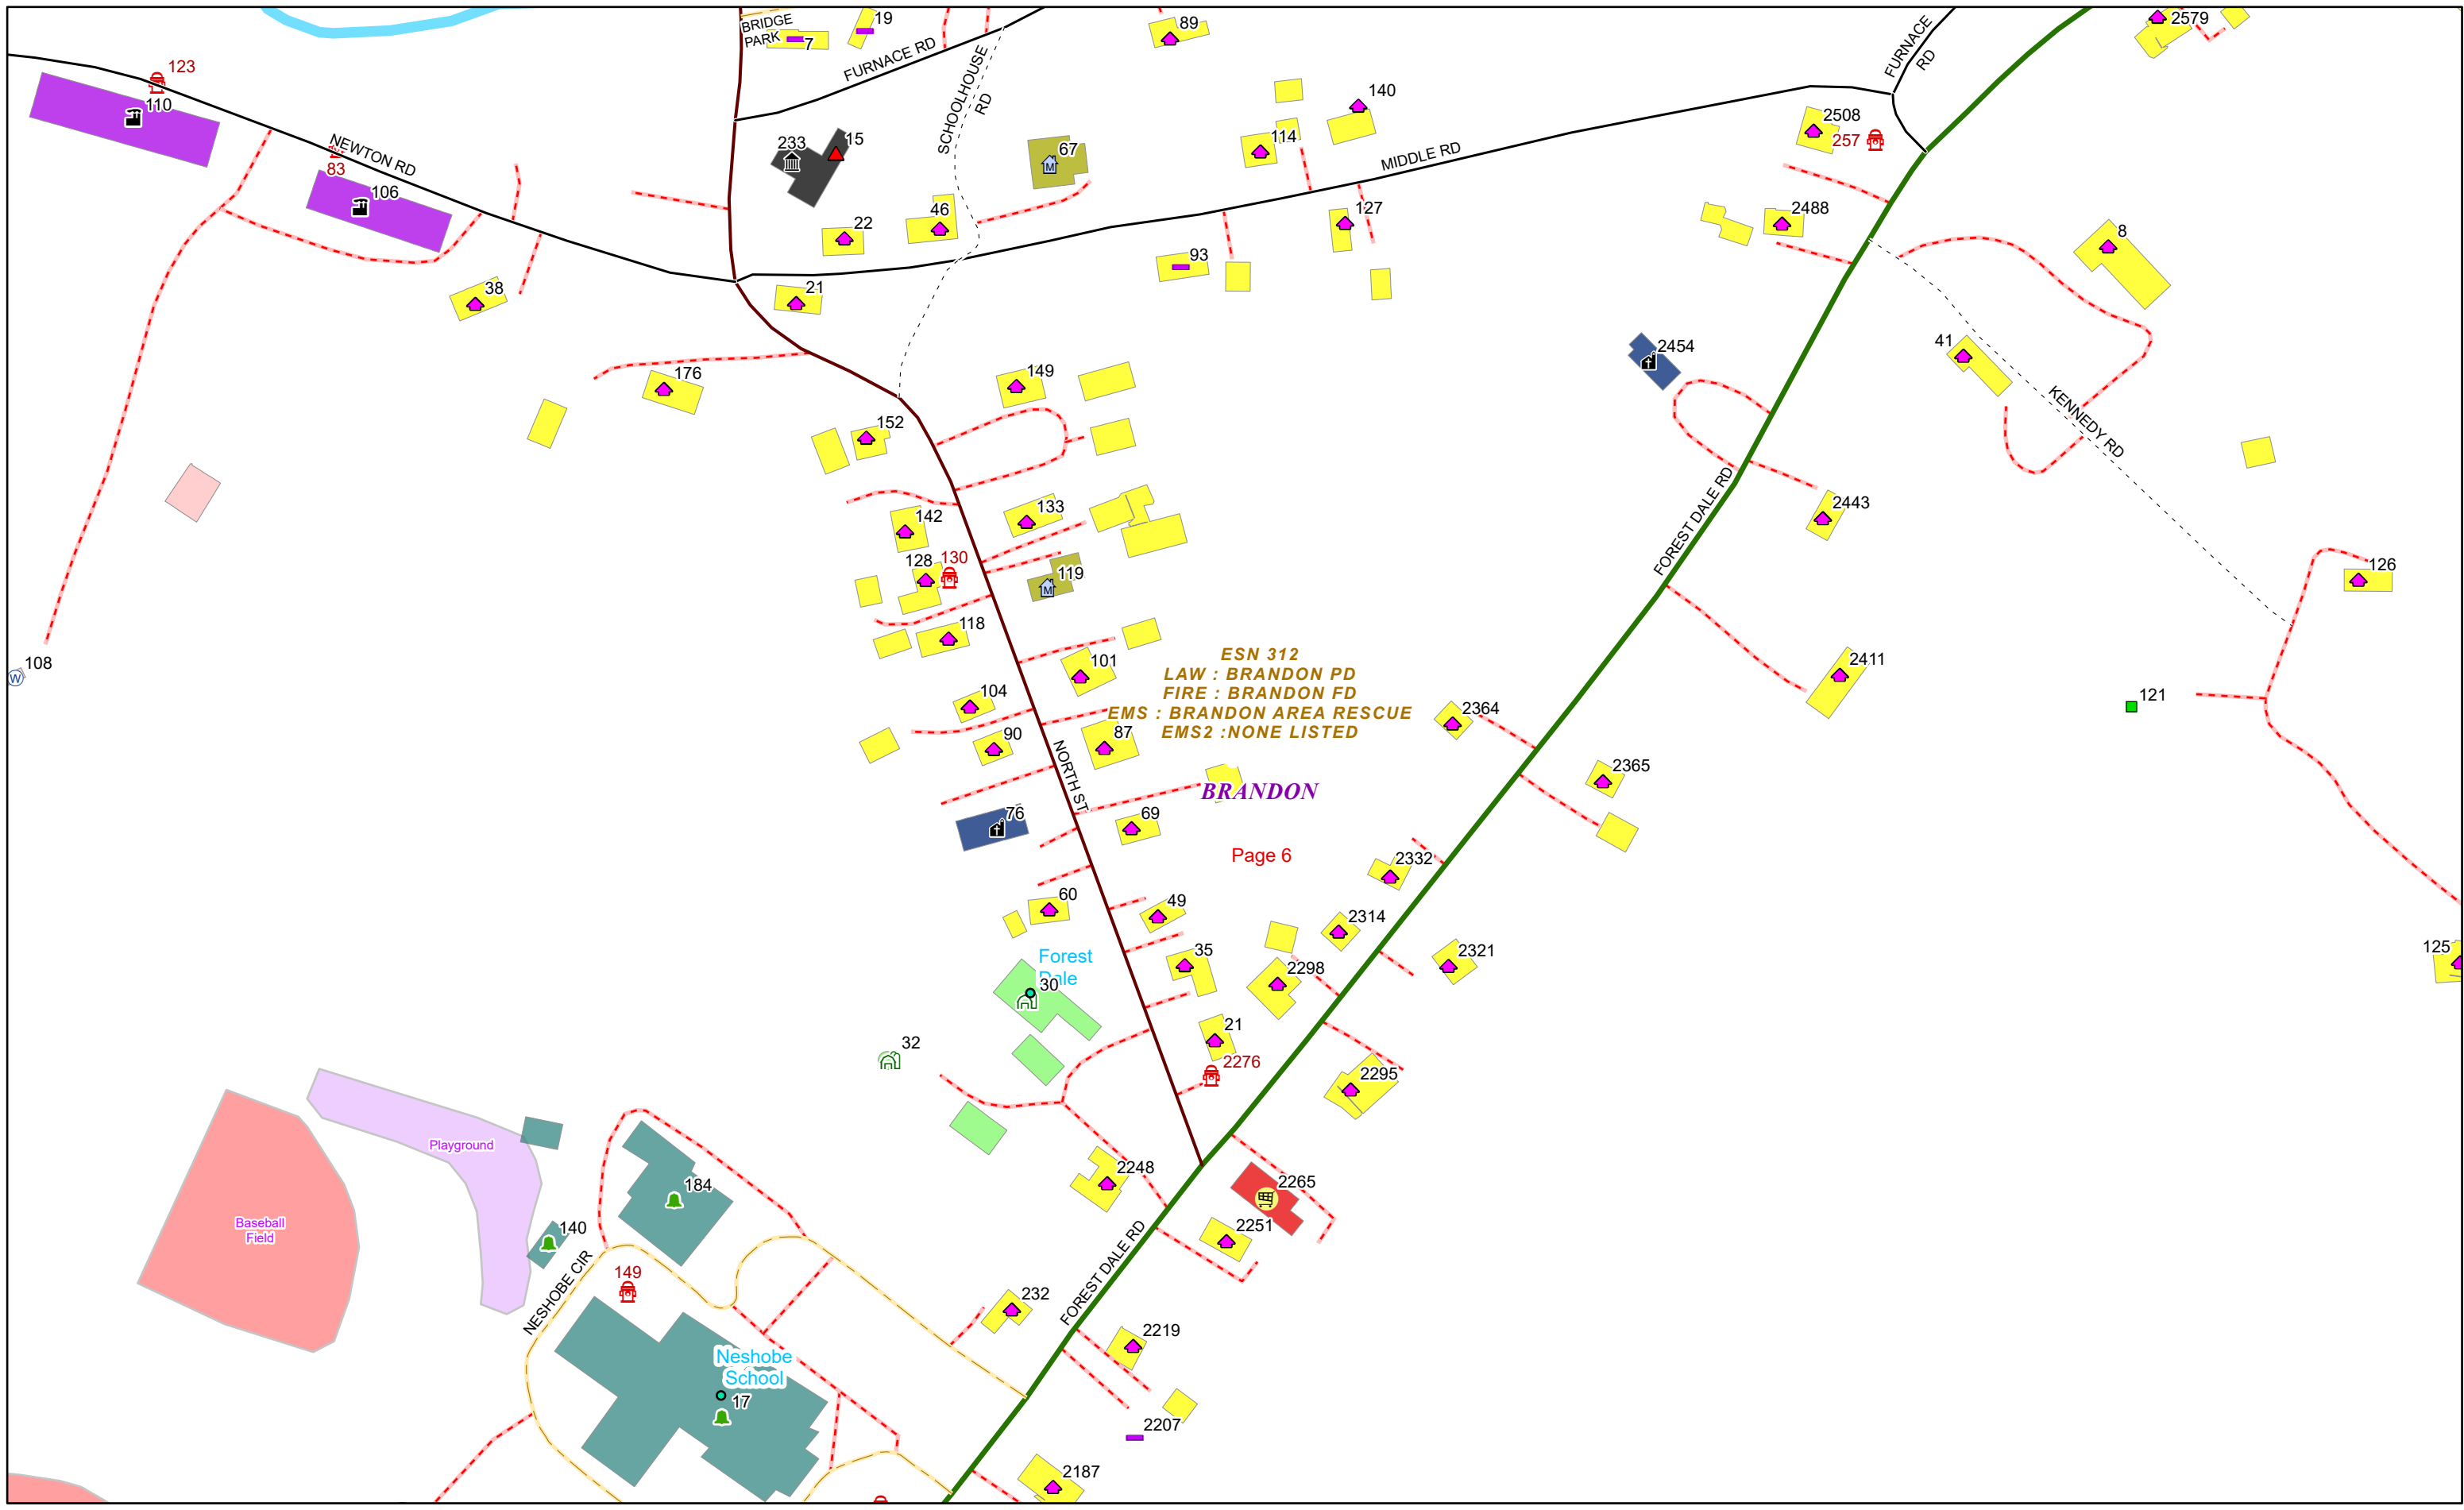 BRIDGE
PARK
7
19
FURNACE RD
SCHOOLHOUSE
RD
89
FURNACE
RD
2579
123
110
NEWTON RD
83
106
233
15
67
114
140
MIDDLE RD
2508
257
38
22
46
21
93
127
2488
8
176
149
152
2454
41
KENNEDY RD
142
133
128
130
119
118
FOREST DALE RD
2443
126
108
101
104
90
87
NORTH ST
ESN 312
LAW : BRANDON PD
FIRE : BRANDON FD
EMS : BRANDON AREA RESCUE
EMS2 :NONE LISTED
2411
2364
121
2365
BRANDON
76
69
Page 6
2332
60
49
2314
2321
125
Forest
Dale
30
35
2298
32
21
2276
2295
Playground
184
2248
2265
Baseball
Field
140
2251
NESHOBE CIR
149
FOREST DALE RD
232
2219
Neshobe
School
17
2207
2187
M
M
W